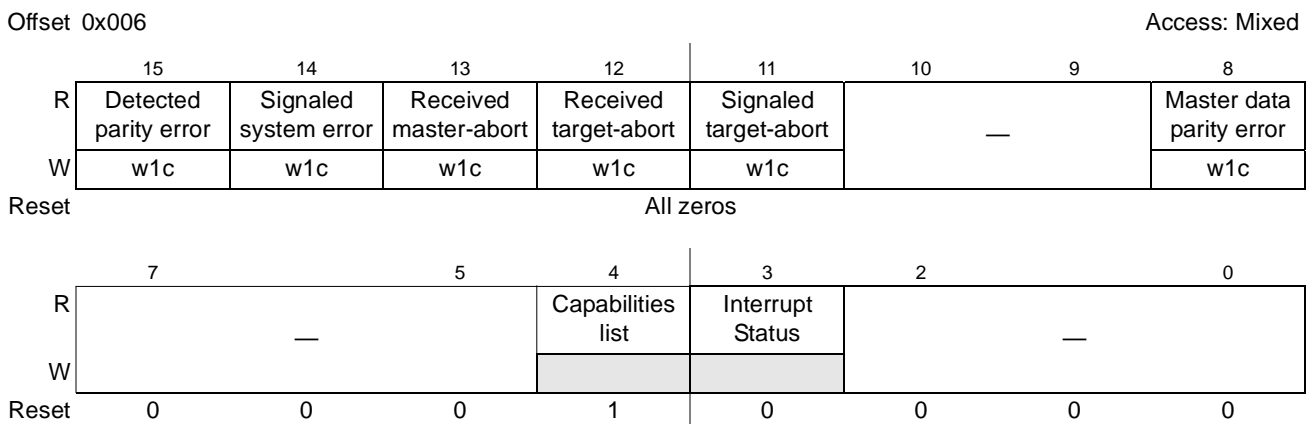 Offset 0x006 Access: Mixed
15 14 13 12 11 10 9 8
R Detected Signaled Received Received Signaled — Master data
parity error system error master-abort target-abort target-abort parity error
W w1c w1c w1c w1c w1c w1c
Reset All zeros
7 5 4 3 2 0
R — Capabilities Interrupt —
list Status
W
Reset 0 0 0 1 0 0 0 0